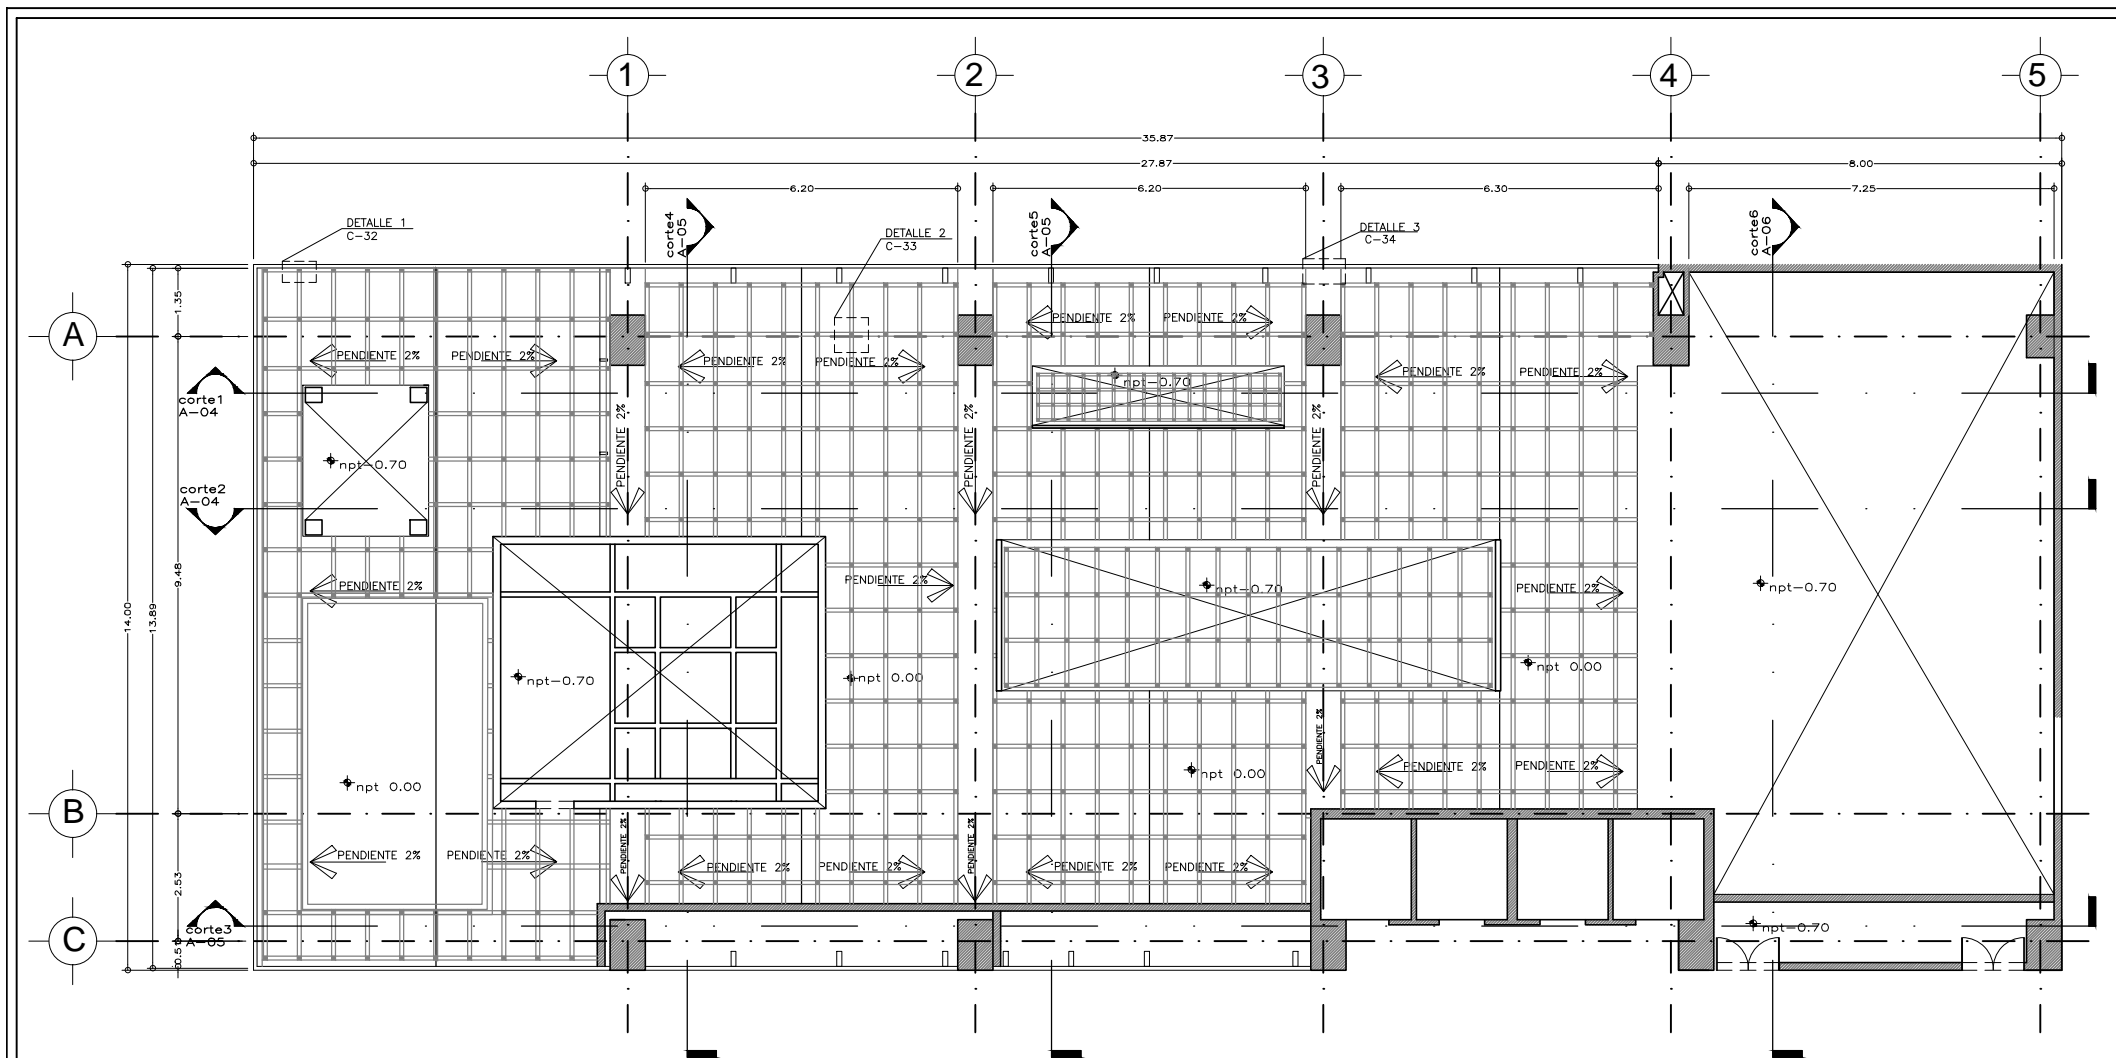 1 2 3 4 5
35.87
27.87 8.00
6.20 6.20 6.30 7.25
DETALLE 1
C-32
corte4
A-05
DETALLE 2
C-33
corte5
A-05
DETALLE 3
C-34
corte6
A-06
1.35
A
PENDIENTE 2% PENDIENTE 2%
PENDIENTE 2% PENDIENTE 2%
PENDIENTE 2% PENDIENTE 2%
PENDIENTE 2% PENDIENTE 2%
npt-0.70
corte1
A-04
PENDIENTE 2%
PENDIENTE 2%
PENDIENTE 2%
npt-0.70
corte2
A-04
9.48
14.00
13.89
PENDIENTE 2%
PENDIENTE 2%
npt-0.70
PENDIENTE 2%
npt-0.70
npt-0.70
npt 0.00
npt 0.00
PENDIENTE 2%
npt 0.00
npt 0.00
PENDIENTE 2% PENDIENTE 2%
B
PENDIENTE 2%
PENDIENTE 2%
PENDIENTE 2% PENDIENTE 2%
PENDIENTE 2% PENDIENTE 2%
PENDIENTE 2% PENDIENTE 2%
2.53
corte3
A-05
npt-0.70
C